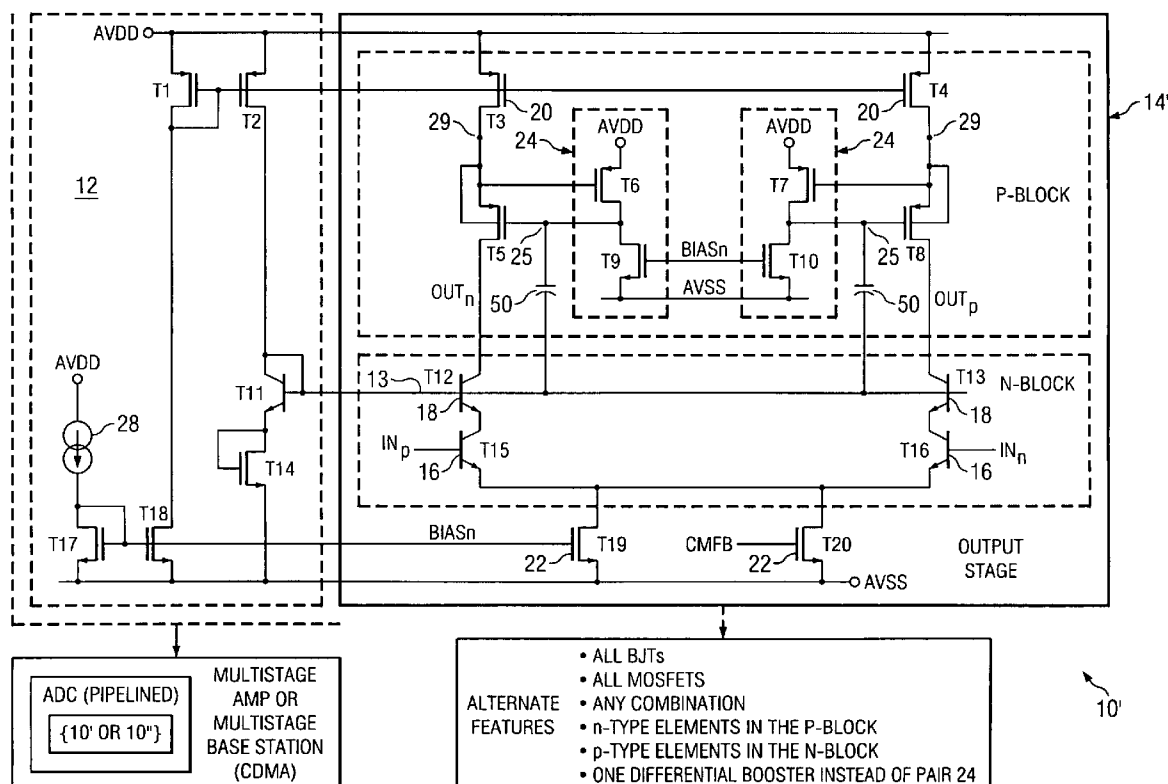 AVDD
T1
T2
T3
20
T4
20
14'
29
24
AVDD
AVDD
24
29
12
T6
T7
P-BLOCK
T5
25
T9
BIASn
T10
25
T8
OUTn
50
AVSS
50
OUTp
AVDD
28
T11
13
T12
18
T13
18
N-BLOCK
T14
INp
16
T15
T16
16
INn
T17
T18
BIASn
22
T19
CMFB
22
T20
OUTPUT
STAGE
AVSS
ADC (PIPELINED)
{10' OR 10"}
MULTISTAGE
AMP OR
MULTISTAGE
BASE STATION
(CDMA)
ALTERNATE
FEATURES
• ALL BJTs
• ALL MOSFETS
• ANY COMBINATION
• n-TYPE ELEMENTS IN THE P-BLOCK
• p-TYPE ELEMENTS IN THE N-BLOCK
• ONE DIFFERENTIAL BOOSTER INSTEAD OF PAIR 24
10'